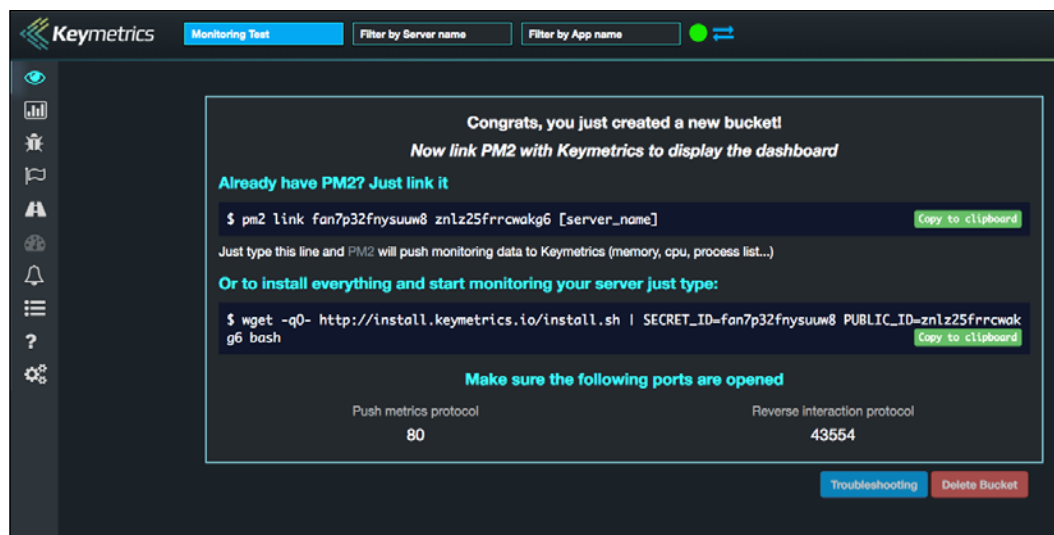 Keymetrics
Monitoring Test
Filter by Server name
Filter by App name
Congrats, you just created a new bucket!
Now link PM2 with Keymetrics to display the dashboard
Already have PM2? Just link it
$ pm2 link fan7p32fnysuuw8 znlz25frrcwakg6 [server_name]
Copy to clipboard
Just type this line and PM2 will push monitoring data to Keymetrics (memory, cpu, process list...)
Or to install everything and start monitoring your server just type:
$ wget -qO- http://install.keymetrics.io/install.sh | SECRET_ID=fan7p32fnysuuw8 PUBLIC_ID=znlz25frrcwak
g6 bash
Copy to clipboard
Make sure the following ports are opened
Push metrics protocol
Reverse interaction protocol
80
43554
Troubleshooting
Delete Bucket